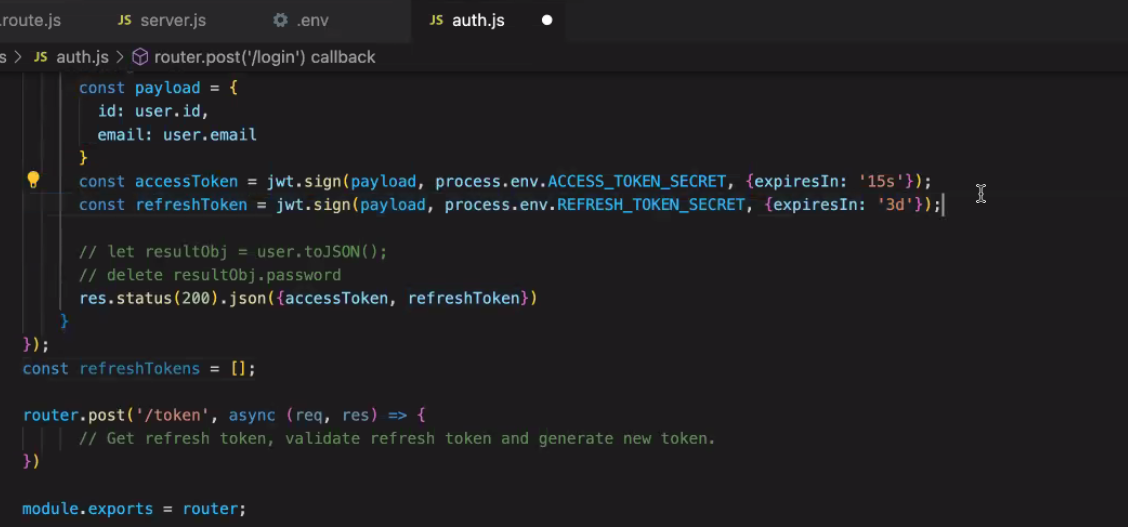 .route.js JS server.js .env JS auth.js
s > JS auth.js > router.post('/login') callback
const payload = {
id: user.id,
email: user.email
}
const accessToken = jwt.sign(payload, process.env.ACCESS_TOKEN_SECRET, {expiresIn: '15s'});
const refreshToken = jwt.sign(payload, process.env.REFRESH_TOKEN_SECRET, {expiresIn: '3d'});
// let resultObj = user.toJSON();
// delete resultObj.password
res.status(200).json({accessToken, refreshToken})
}
});
const refreshTokens = [];
router.post('/token', async (req, res) => {
// Get refresh token, validate refresh token and generate new token.
})
module.exports = router;